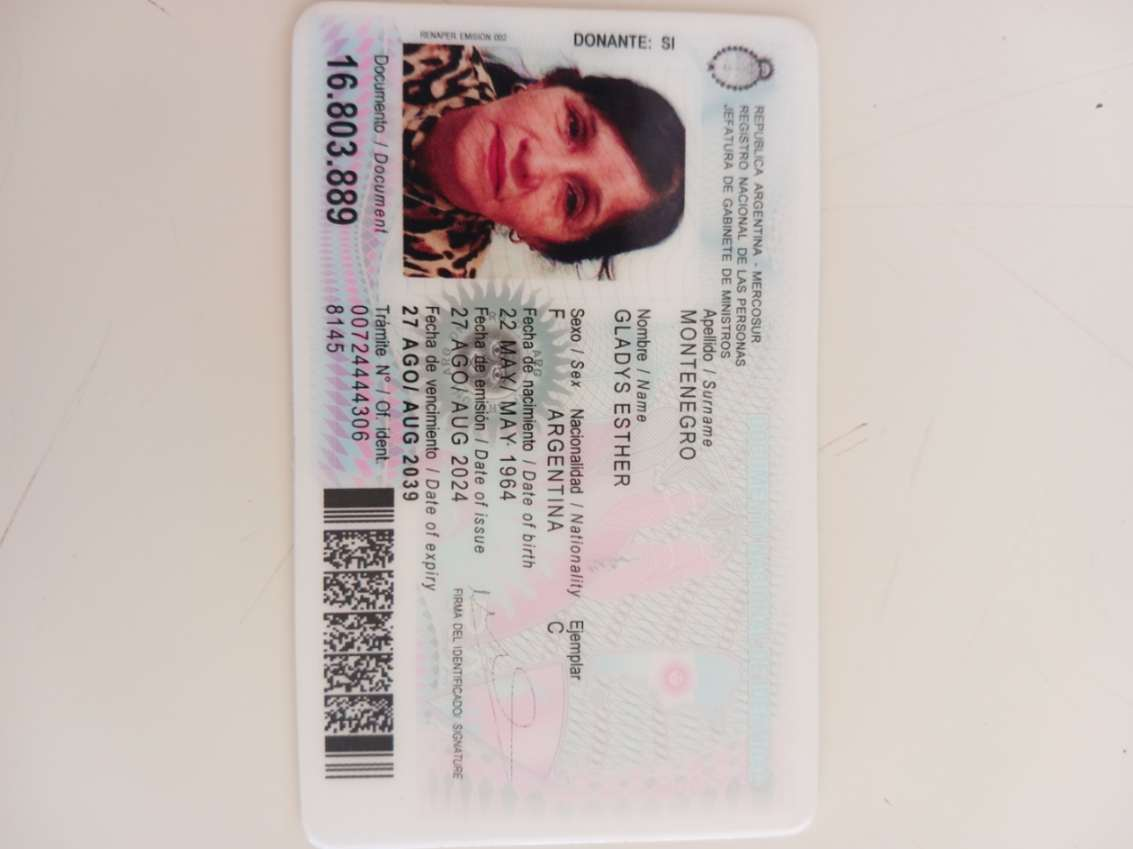 REPUBLICA ARGENTINA - MERCOSUR
REGISTRO NACIONAL DE LAS PERSONAS
JEFATURA DE GABINETE DE MINISTROS
DONANTE: SI
RENAPER EMISION 002
Apellido / Surname
MONTENEGRO
Nombre / Name
GLADYS ESTHER
Sexo / Sex Nacionalidad / Nationality Ejemplar
F ARGENTINA C
Fecha de nacimiento / Date of birth
22 MAY/ MAY 1964
Fecha de emisión / Date of issue
27 AGO/ AUG 2024
Fecha de vencimiento / Date of expiry
27 AGO/ AUG 2039
FIRMA DEL IDENTIFICADO/ SIGNATURE
Documento / Document
16.803.889
Trámite N° / Of. ident.
00724444306
8145